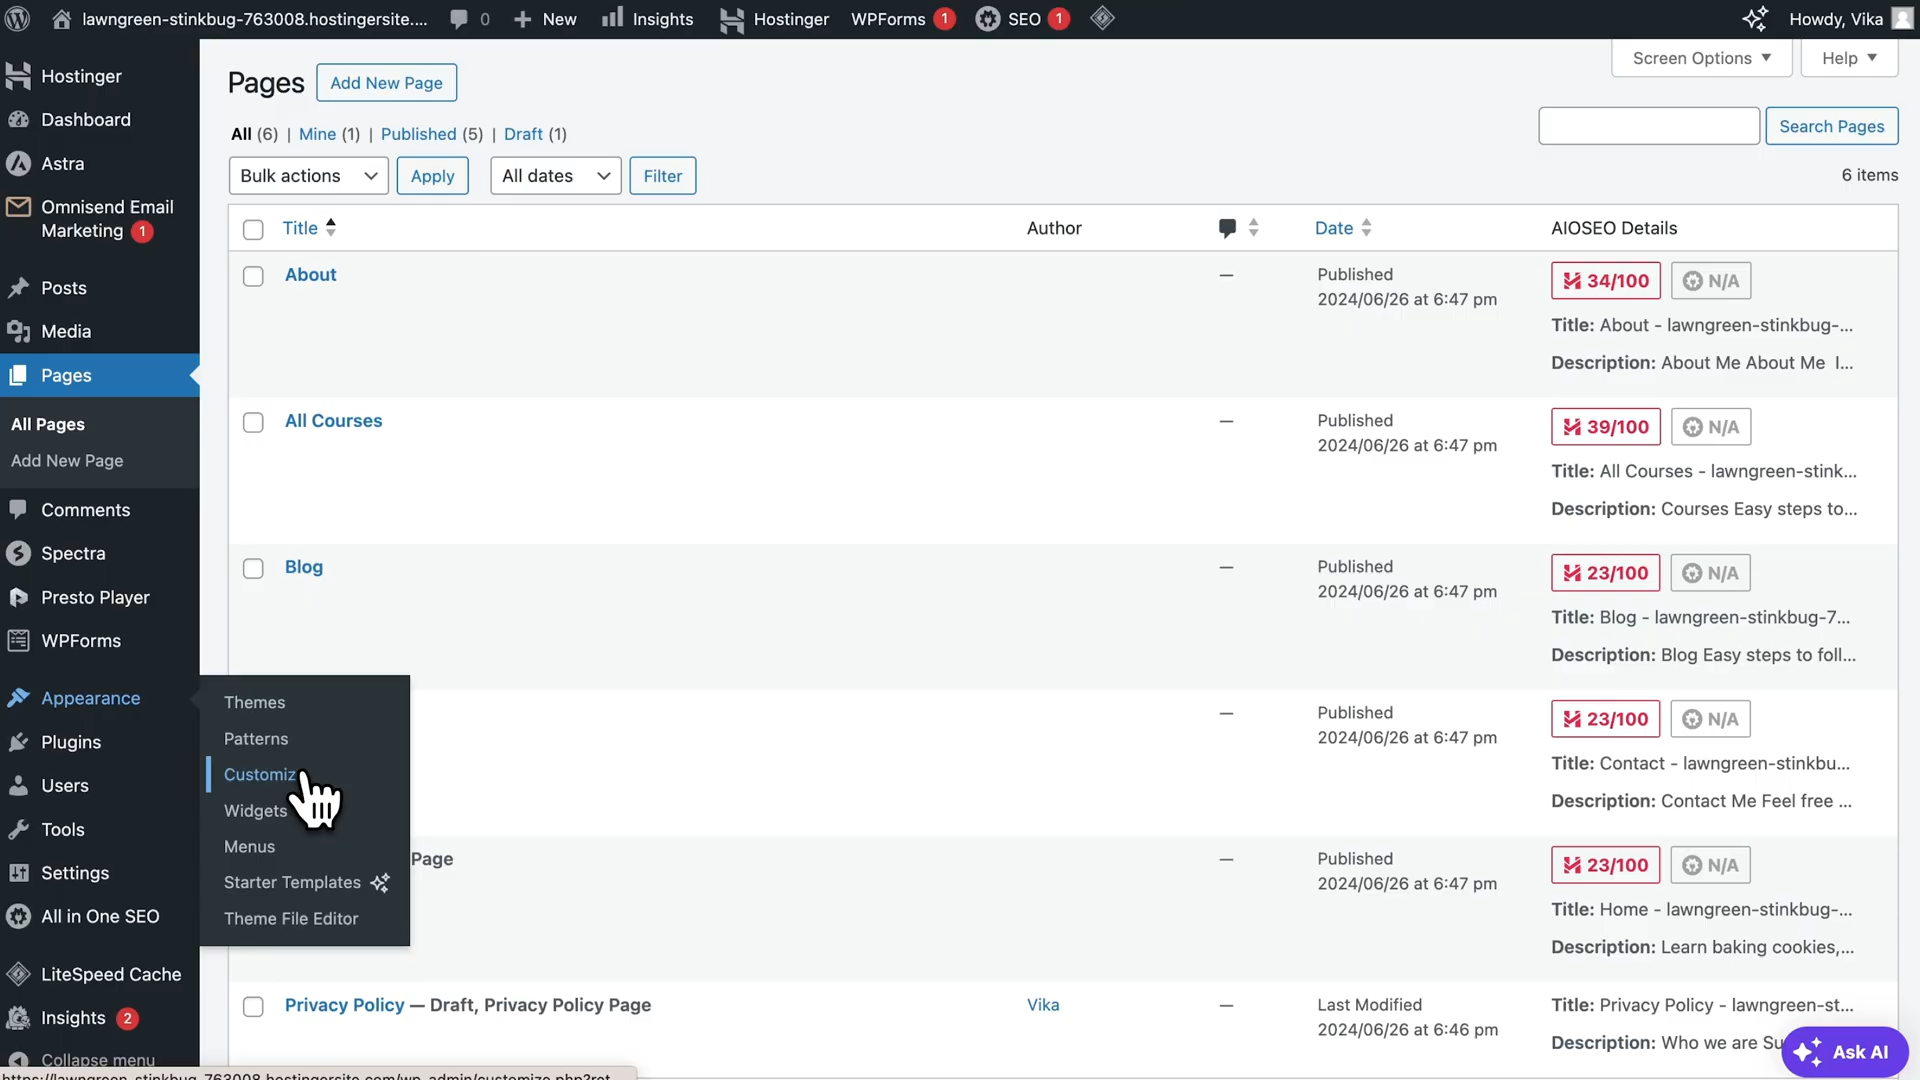 lawngreen-stinkbug-763008.hostingersite.... 0 New Insights Hostinger WPForms 1 SEO 1 Howdy, Vika
Hostinger
Dashboard
Astra
Omnisend Email
Marketing 1
Posts
Media
Pages
All Pages
Add New Page
Comments
Spectra
Presto Player
WPForms
Appearance
Plugins
Users
Tools
Settings
All in One SEO
LiteSpeed Cache
Insights 2
Collapse menu
Themes
Patterns
Customiz
Widgets
Menus
Starter Templates
Theme File Editor
Screen Options Help
Pages Add New Page
All (6) | Mine (1) | Published (5) | Draft (1)
Search Pages
Bulk actions Apply All dates Filter
6 items
Title Author Date AIOSEO Details
About — Published 34/100 N/A
2024/06/26 at 6:47 pm
Title: About - lawngreen-stinkbug-...
Description: About Me About Me I...
All Courses — Published 39/100 N/A
2024/06/26 at 6:47 pm
Title: All Courses - lawngreen-stink...
Description: Courses Easy steps to...
Blog — Published 23/100 N/A
2024/06/26 at 6:47 pm
Title: Blog - lawngreen-stinkbug-7...
Description: Blog Easy steps to foll...
— Published 23/100 N/A
2024/06/26 at 6:47 pm
Title: Contact - lawngreen-stinkbu...
Description: Contact Me Feel free ...
Page — Published 23/100 N/A
2024/06/26 at 6:47 pm
Title: Home - lawngreen-stinkbug-...
Description: Learn baking cookies,...
Privacy Policy — Draft, Privacy Policy Page Vika — Last Modified
2024/06/26 at 6:46 pm
Title: Privacy Policy - lawngreen-st...
Description: Who we are Su
Ask AI
https://lawngreen-stinkbug-763008.hostingersite.com/wp-admin/customize.php?ret...